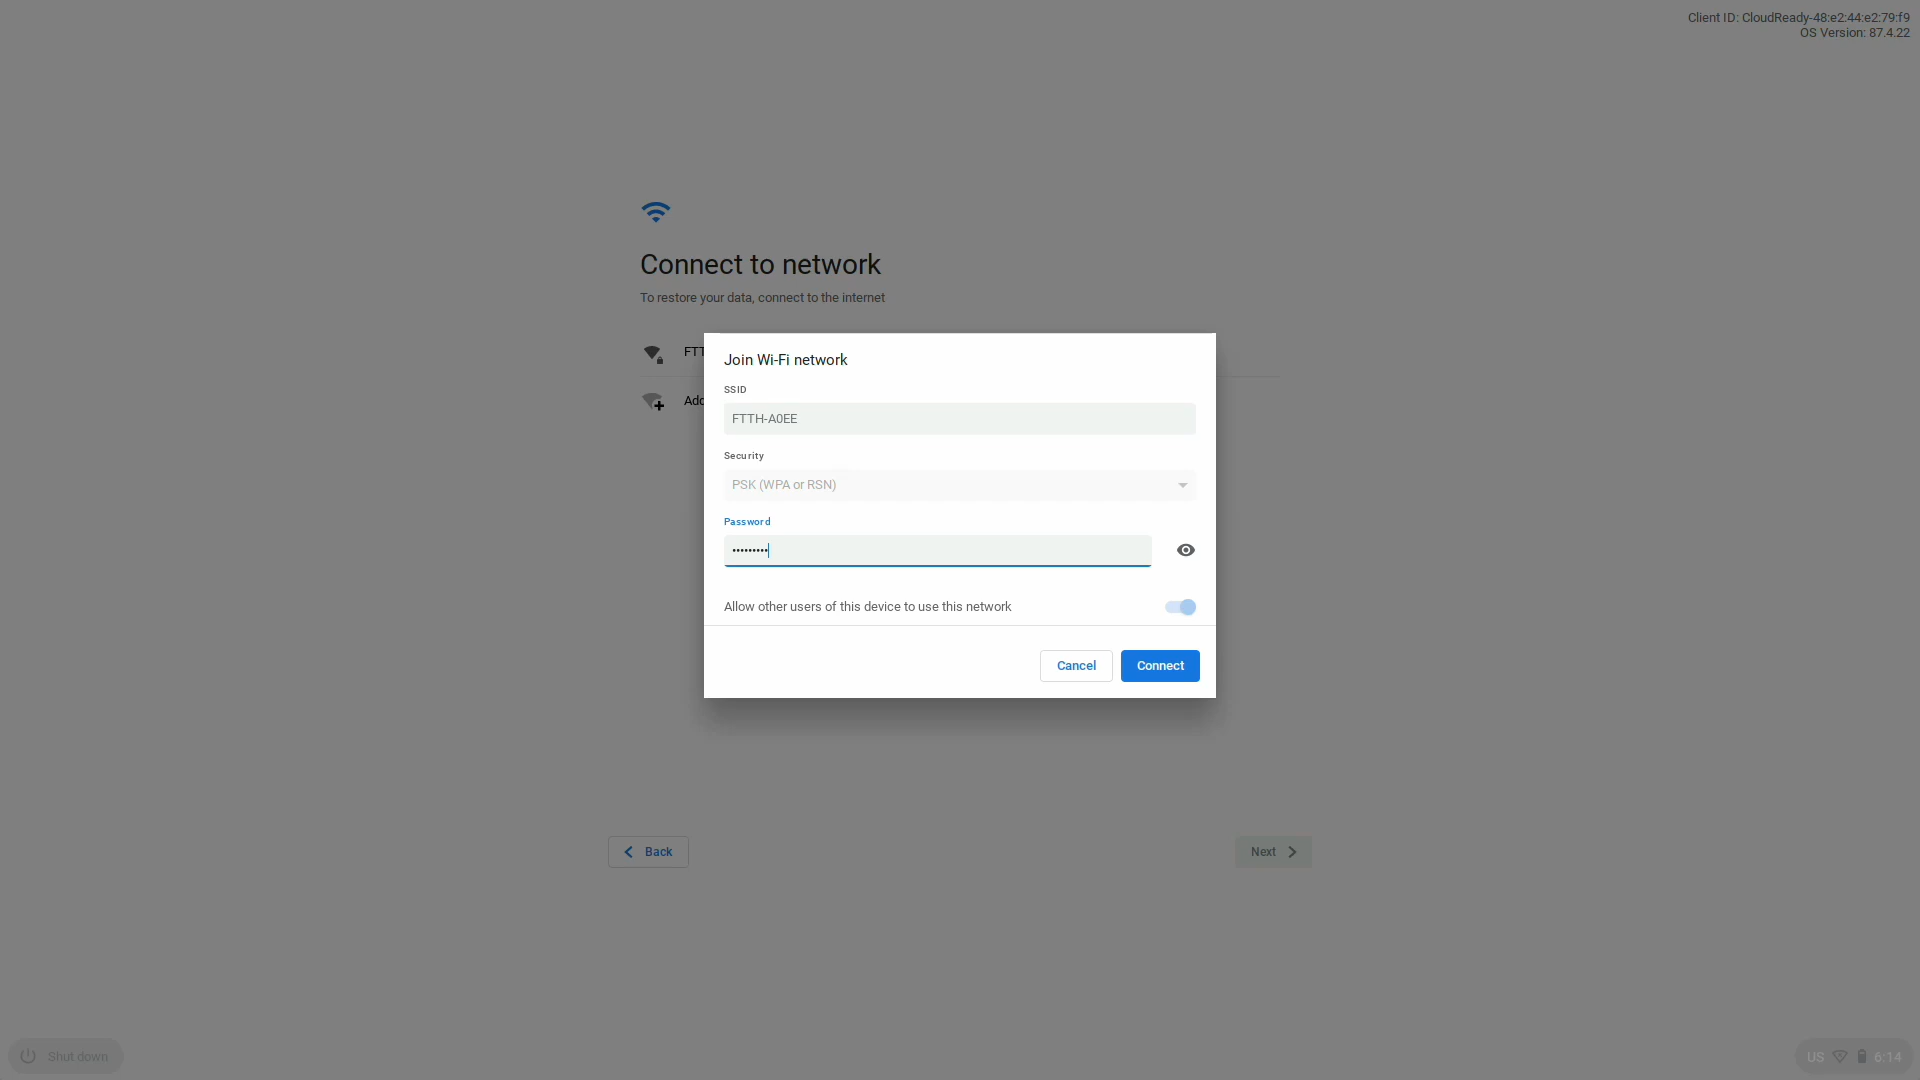 Client ID: CloudReady-48:e2:44:e2:79:f9
OS Version: 87.4.22
Connect to network
To restore your data, connect to the internet
FTT
Add
Join Wi-Fi network
SSID
FTTH-A0EE
Security
PSK (WPA or RSN)
Password
•••••••••
Allow other users of this device to use this network
Cancel
Connect
Back
Next
Shut down
US 6:14